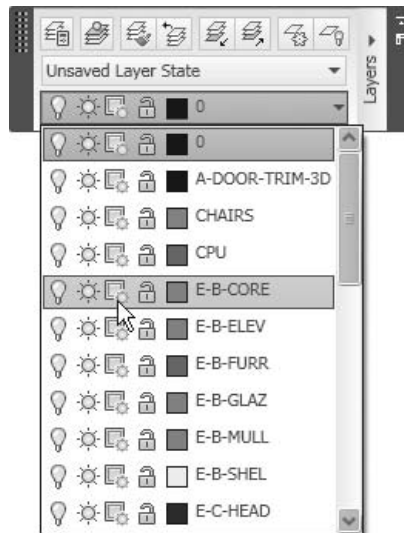 Unsaved Layer State
Layers
0
0
A-DOOR-TRIM-3D
CHAIRS
CPU
E-B-CORE
E-B-ELEV
E-B-FURR
E-B-GLAZ
E-B-MULL
E-B-SHEL
E-C-HEAD